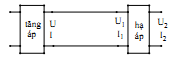 tăng áp
U
I
U₁
I₁
hạ áp
U₂
I₂